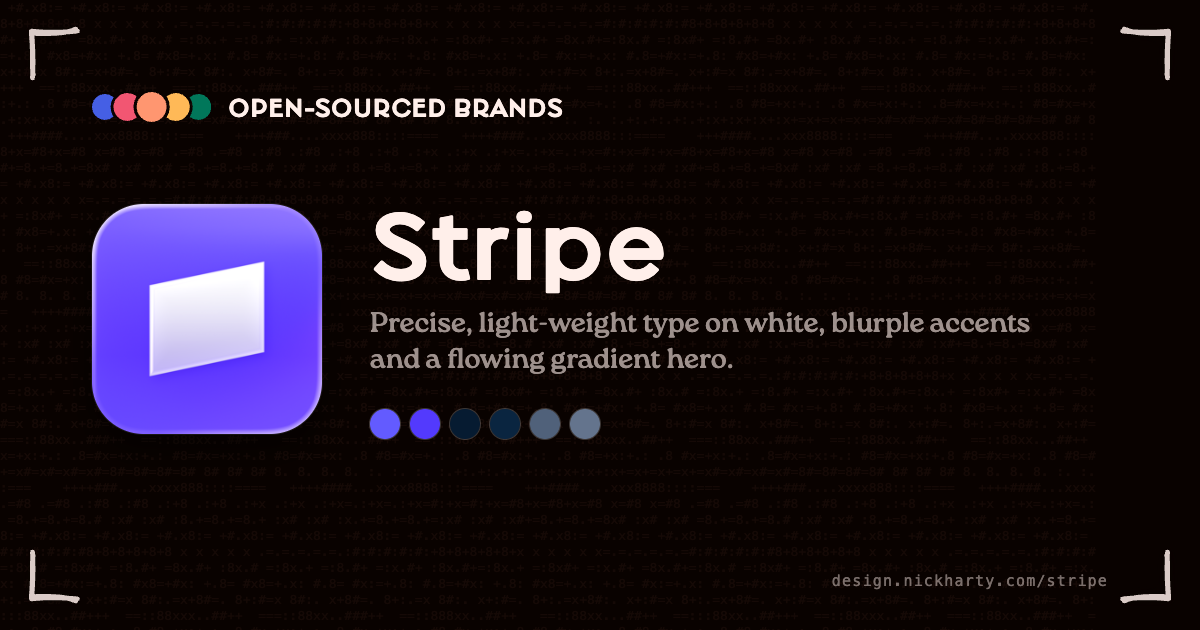 OPEN-SOURCED BRANDS
Stripe
Precise, light-weight type on white, blurple accents
and a flowing gradient hero.
design.nickharty.com/stripe